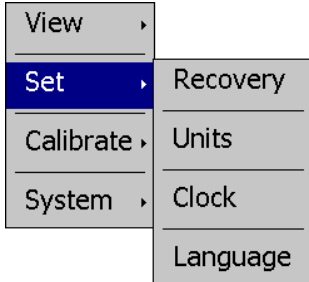 View
Set
Calibrate
System
Recovery
Units
Clock
Language